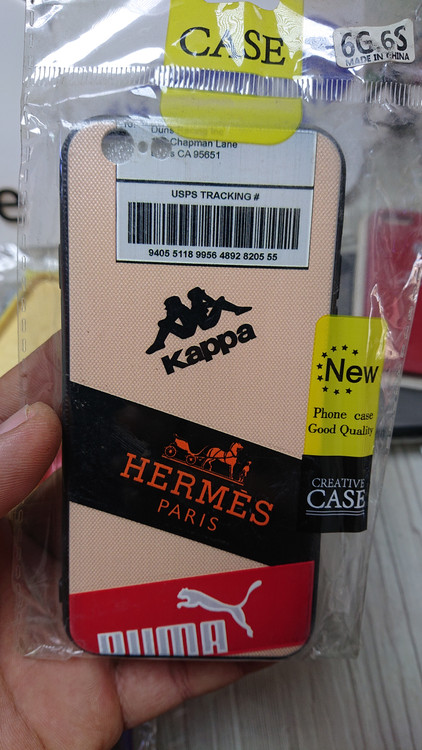 CASE
6G.6S
MADE IN CHINA
Chapman Lane
CA 95651
USPS TRACKING #
9405 5118 9956 4892 8205 55
Kappa
New
Phone case
Good Quality
HERMÈS
PARIS
CREATIVE
CASE
PUMA
e